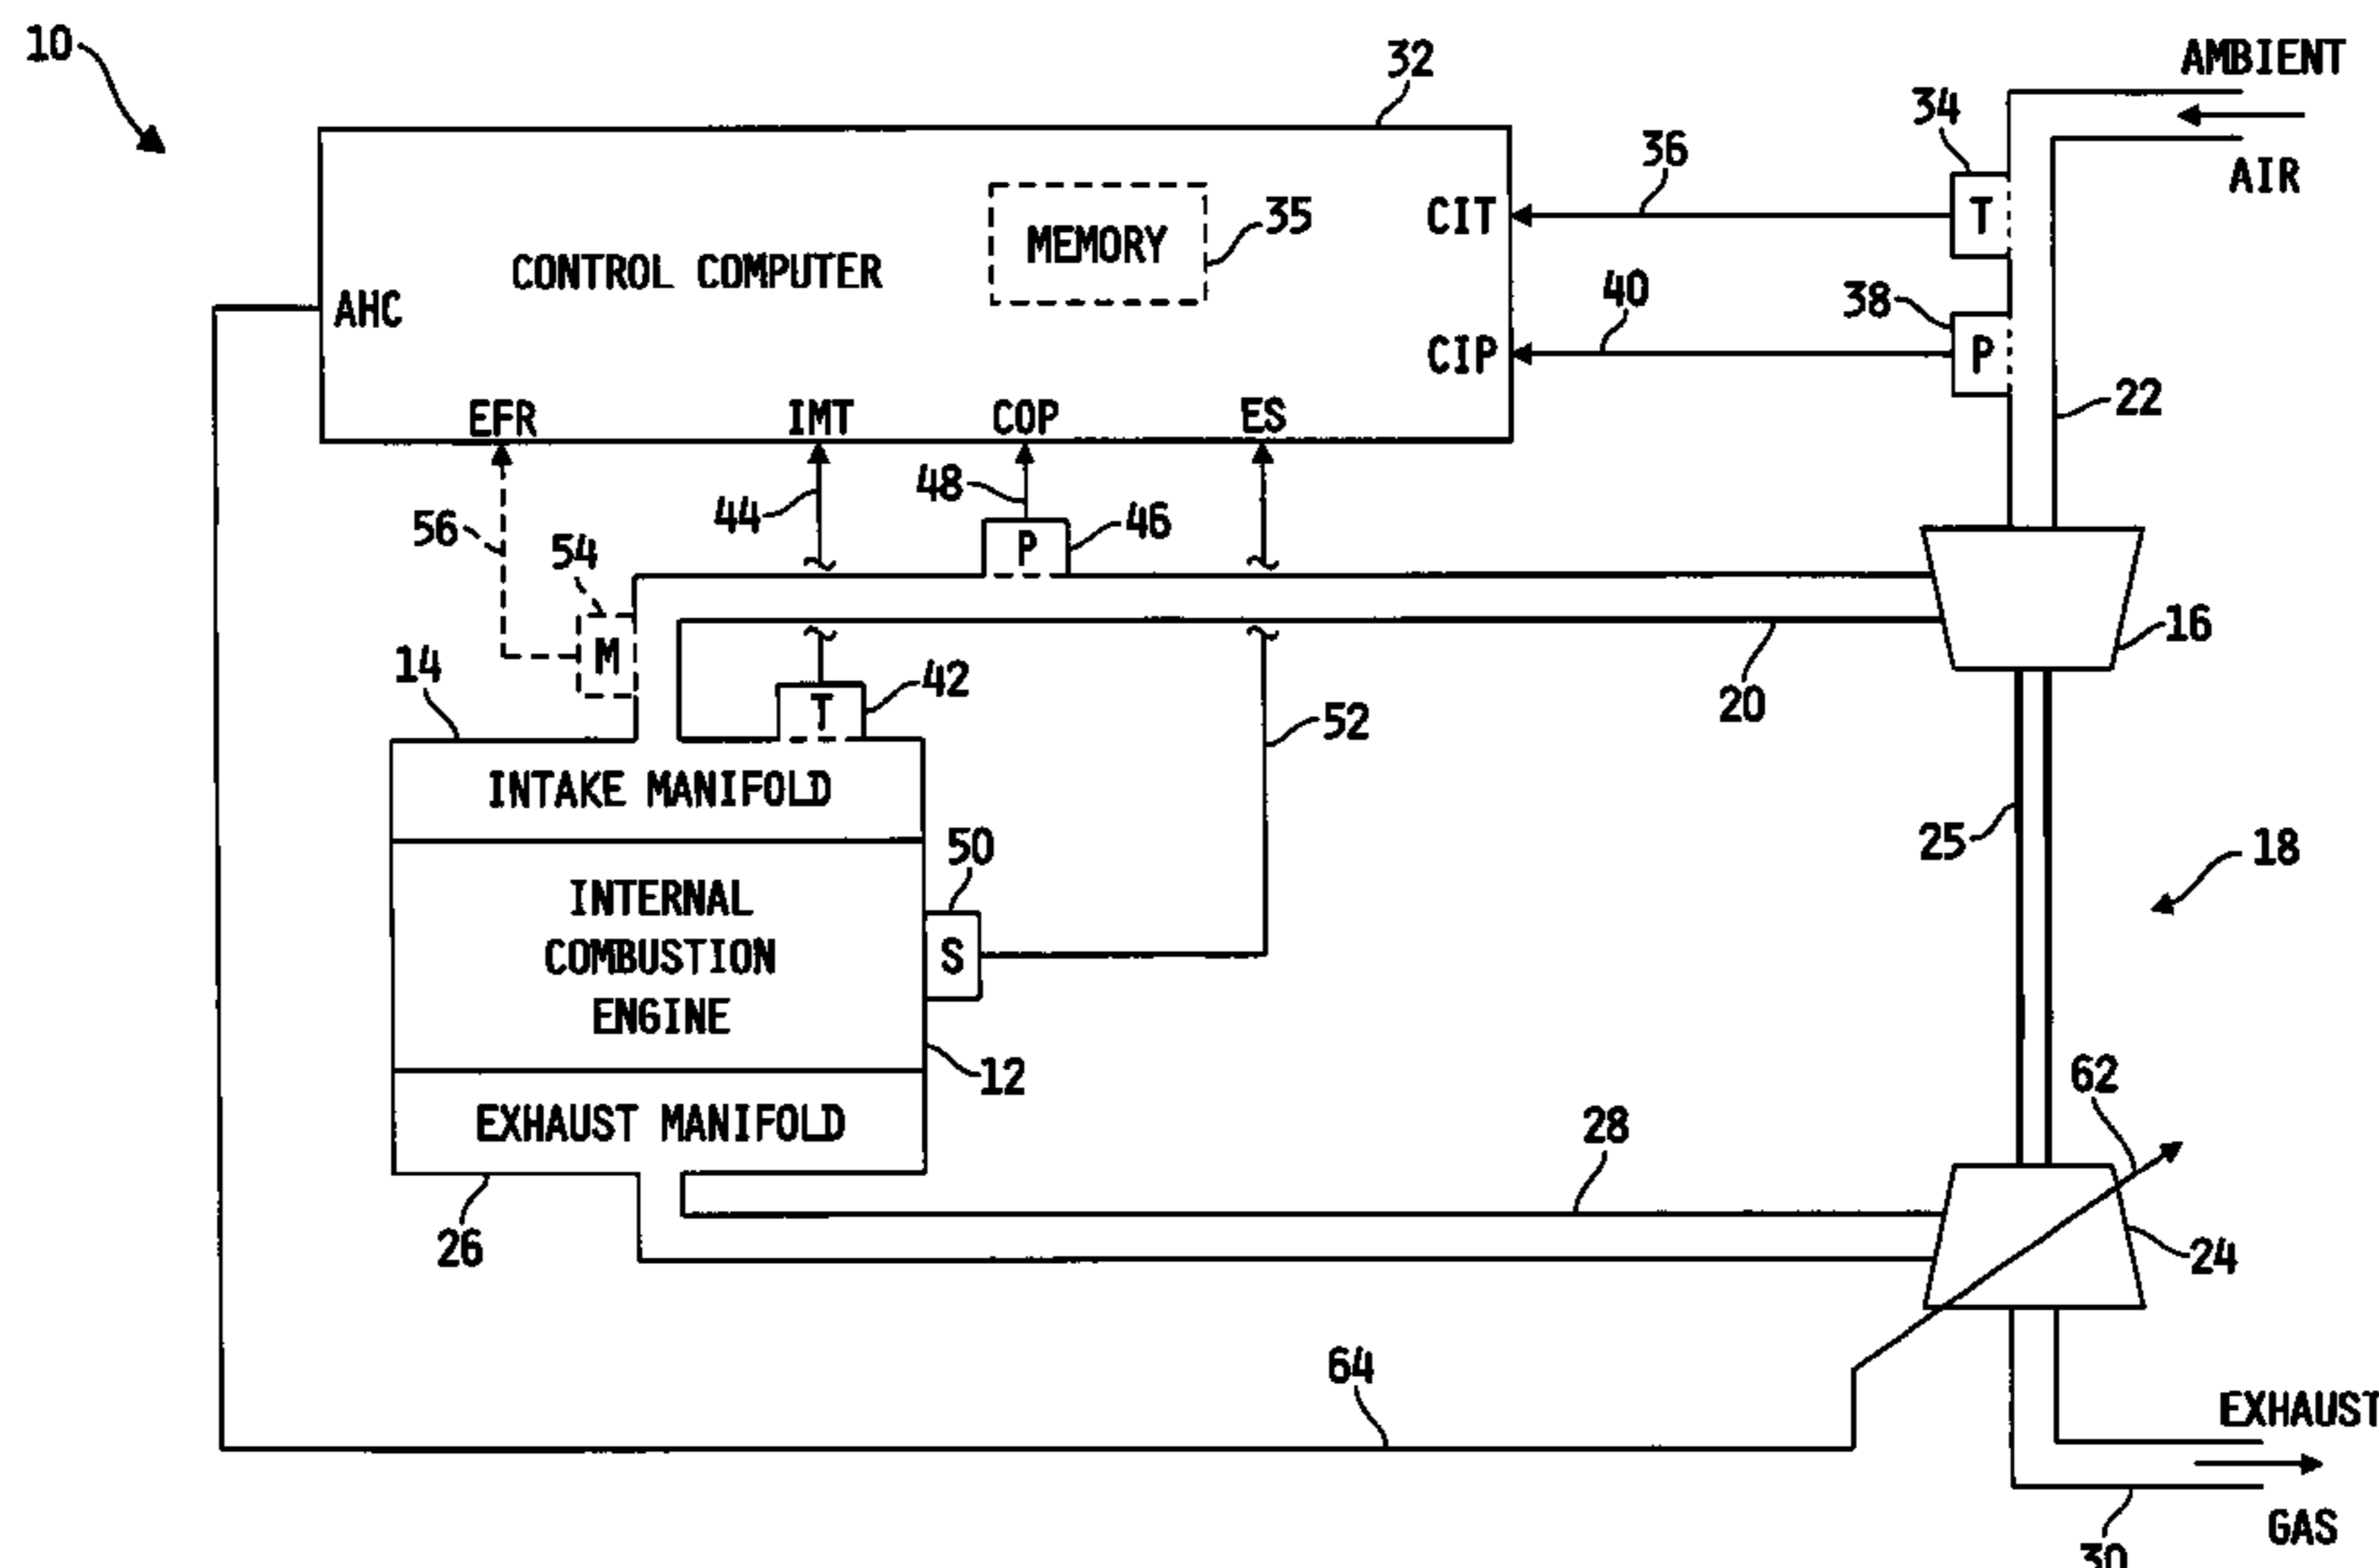 10
32
AMBIENT
34
36
AIR
35
CIT
T
MEMORY
CONTROL COMPUTER
40
38
AHC
CIP
P
22
EFR
IMT
COP
ES
48
44
46
56
54
P
16
M
14
42
20
T
52
INTAKE MANIFOLD
50
25
18
INTERNAL
COMBUSTION
S
ENGINE
12
62
EXHAUST MANIFOLD
28
26
24
64
EXHAUST
GAS
30